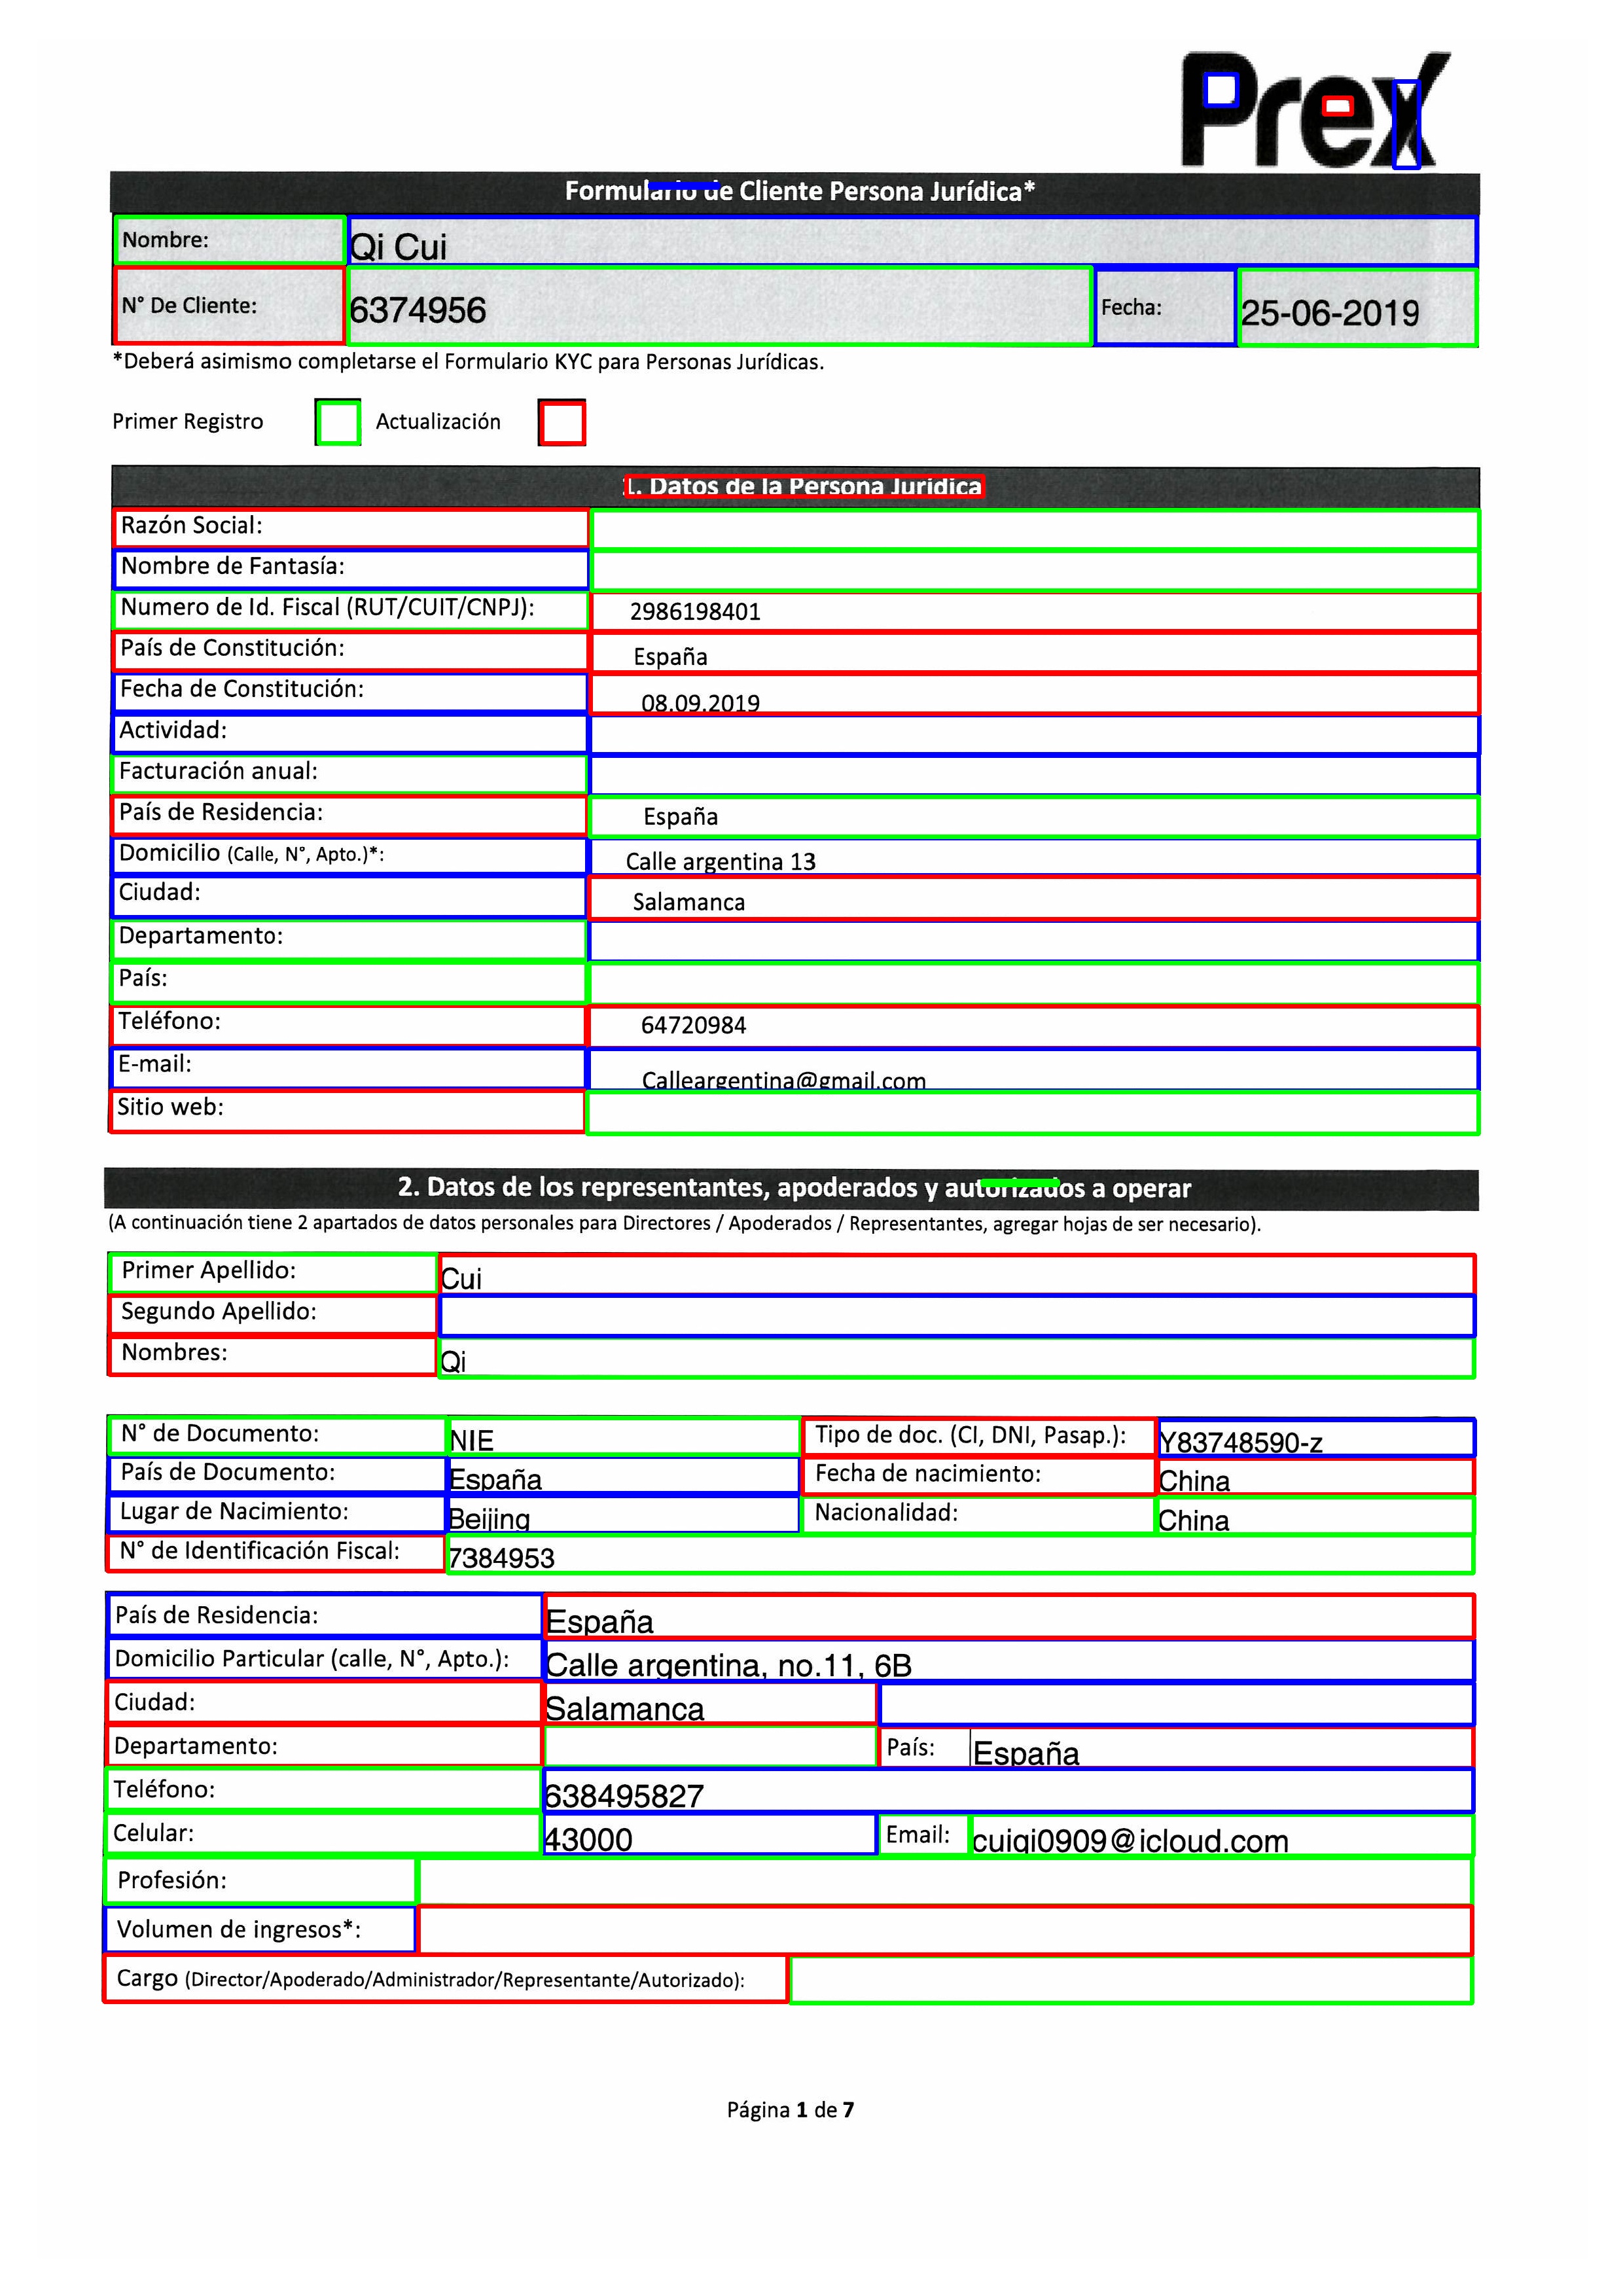 Prex
Formulario de Cliente Persona Jurídica*
Nombre: Qi Cui
N° De Cliente: 6374956 Fecha: 25-06-2019
*Deberá asimismo completarse el Formulario KYC para Personas Jurídicas.
Primer Registro Actualización
1. Datos de la Persona Jurídica
Razón Social:
Nombre de Fantasía:
Numero de Id. Fiscal (RUT/CUIT/CNPJ): 2986198401
País de Constitución: España
Fecha de Constitución: 08.09.2019
Actividad:
Facturación anual:
País de Residencia: España
Domicilio (Calle, N°, Apto.)*: Calle argentina 13
Ciudad: Salamanca
Departamento:
País:
Teléfono: 64720984
E-mail: Calleargentina@gmail.com
Sitio web:
2. Datos de los representantes, apoderados y autorizados a operar
(A continuación tiene 2 apartados de datos personales para Directores / Apoderados / Representantes, agregar hojas de ser necesario).
Primer Apellido: Cui
Segundo Apellido:
Nombres: Qi
N° de Documento: NIE Tipo de doc. (CI, DNI, Pasap.): Y83748590-z
País de Documento: España Fecha de nacimiento: China
Lugar de Nacimiento: Beijing Nacionalidad: China
N° de Identificación Fiscal: 7384953
País de Residencia: España
Domicilio Particular (calle, N°, Apto.): Calle argentina, no.11, 6B
Ciudad: Salamanca
Departamento: País: España
Teléfono: 638495827
Celular: 43000 Email: cuiqi0909@icloud.com
Profesión:
Volumen de ingresos*:
Cargo (Director/Apoderado/Administrador/Representante/Autorizado):
Página 1 de 7